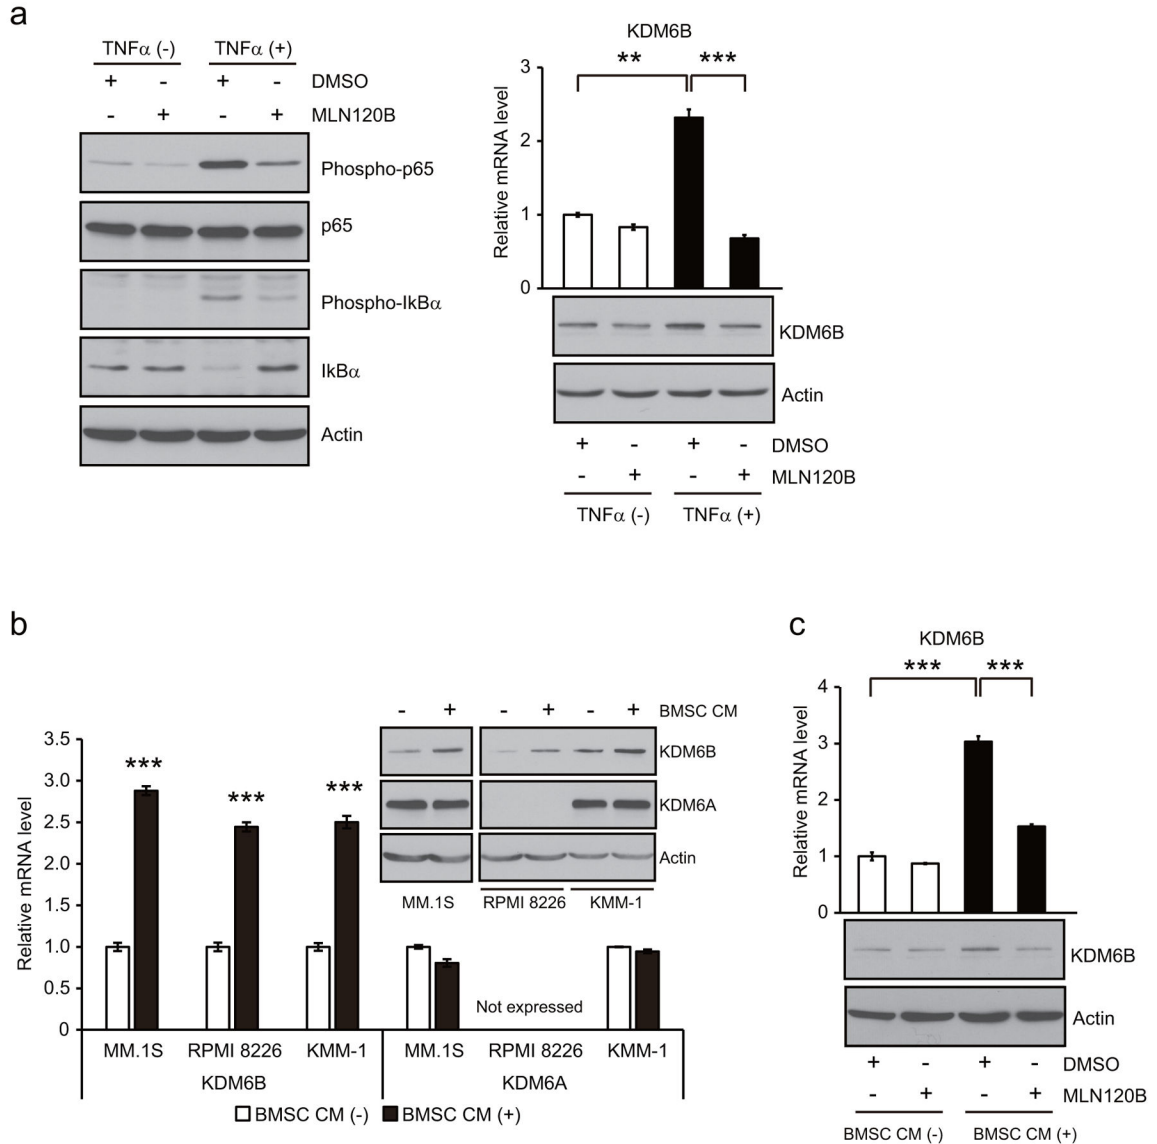 a
TNFα (-) TNFα (+)
+ - + - DMSO
- + - + MLN120B
Phospho-p65
p65
Phospho-IkBα
IkBα
Actin
KDM6B
** ***
Relative mRNA level
3
2
1
0
KDM6B
Actin
+ - + - DMSO
- + - + MLN120B
TNFα (-) TNFα (+)
b
Relative mRNA level
3.5
3.0
2.5
2.0
1.5
1.0
0.5
0
*** *** ***
- + - + - + BMSC CM
KDM6B
KDM6A
Actin
MM.1S RPMI 8226 KMM-1
Not expressed
MM.1S RPMI 8226 KMM-1 MM.1S RPMI 8226 KMM-1
KDM6B KDM6A
BMSC CM (-) BMSC CM (+)
c
KDM6B
*** ***
Relative mRNA level
4
3
2
1
0
KDM6B
Actin
+ - + - DMSO
- + - + MLN120B
BMSC CM (-) BMSC CM (+)